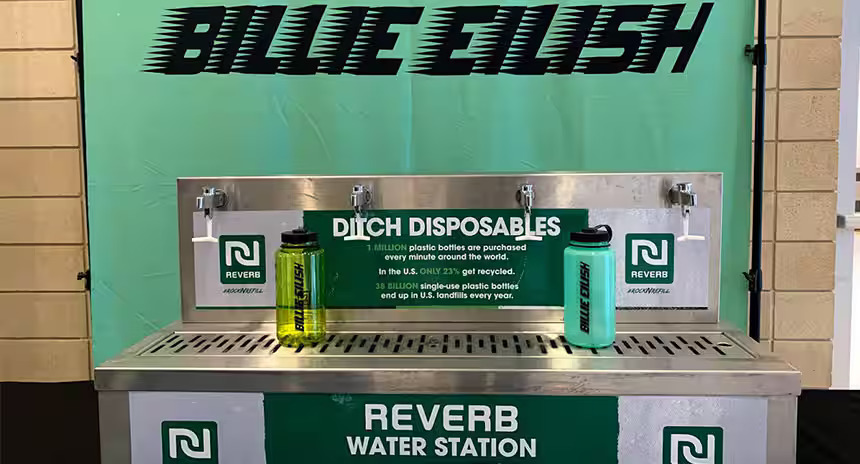 BILLIE EILISH
DITCH DISPOSABLES
1 MILLION plastic bottles are purchased
every minute around the world.
In the U.S. ONLY 23% get recycled.
38 BILLION single-use plastic bottles
end up in U.S. landfills every year.
REVERB
#ROCKNREFILL
REVERB
#ROCKNREFILL
BILLIE EILISH
BILLIE EILISH
REVERB
WATER STATION